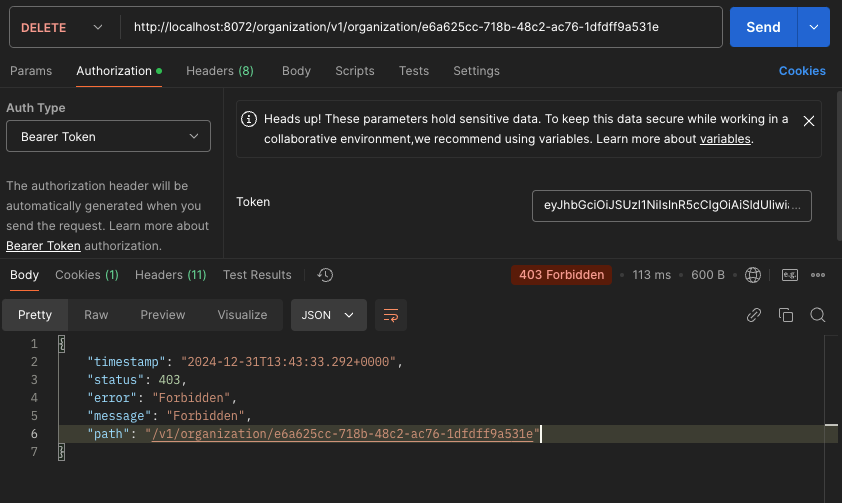 DELETE http://localhost:8072/organization/v1/organization/e6a625cc-718b-48c2-ac76-1dfdff9a531e Send
Params Authorization Headers (8) Body Scripts Tests Settings Cookies
Auth Type
Bearer Token
The authorization header will be
automatically generated when you
send the request. Learn more about
Bearer Token authorization.
Heads up! These parameters hold sensitive data. To keep this data secure while working in a
collaborative environment,we recommend using variables. Learn more about variables.
Token eyJhbGciOiJSUzI1NiIsInR5cCIgOiAiSldUIiwia...
Body Cookies (1) Headers (11) Test Results 403 Forbidden 113 ms 600 B e.g.
Pretty Raw Preview Visualize JSON
1 {
2 "timestamp": "2024-12-31T13:43:33.292+0000",
3 "status": 403,
4 "error": "Forbidden",
5 "message": "Forbidden",
6 "path": "/v1/organization/e6a625cc-718b-48c2-ac76-1dfdff9a531e"
7 }